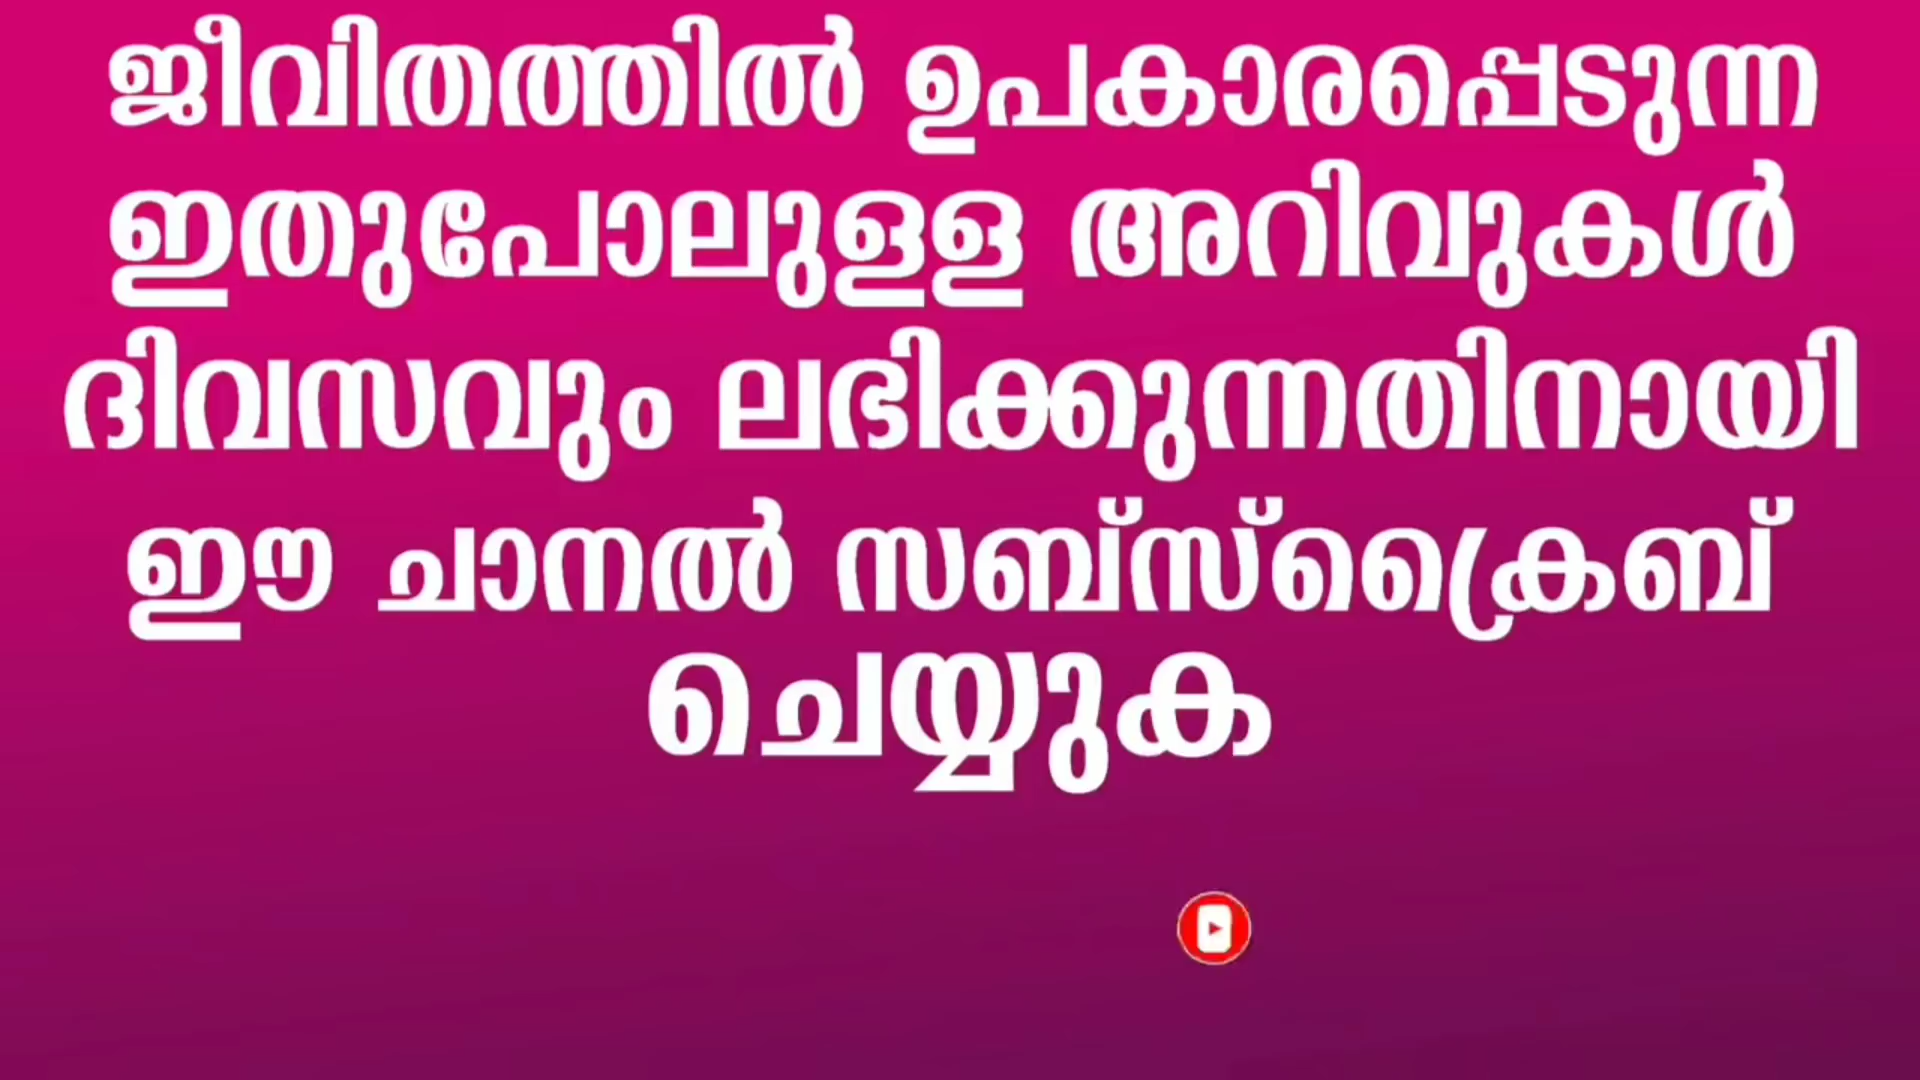 ജീവിതത്തിൽ ഉപകാരപ്പെടുന്ന
ഇതുപോലുള്ള അറിവുകൾ
ദിവസവും ലഭിക്കുന്നതിനായി
ഈ ചാനൽ സബ്സ്ക്രൈബ്
ചെയ്യുക